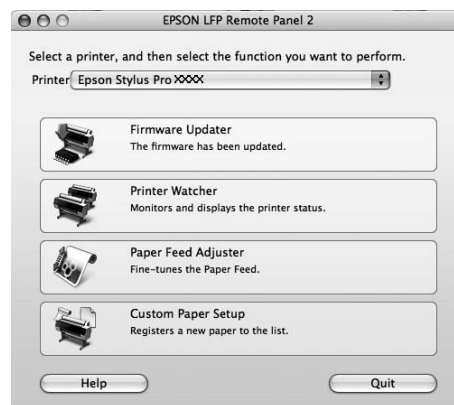 EPSON LFP Remote Panel 2
Select a printer, and then select the function you want to perform.
Printer Epson Stylus Pro XXXX
Firmware Updater
The firmware has been updated.
Printer Watcher
Monitors and displays the printer status.
Paper Feed Adjuster
Fine-tunes the Paper Feed.
Custom Paper Setup
Registers a new paper to the list.
Help Quit